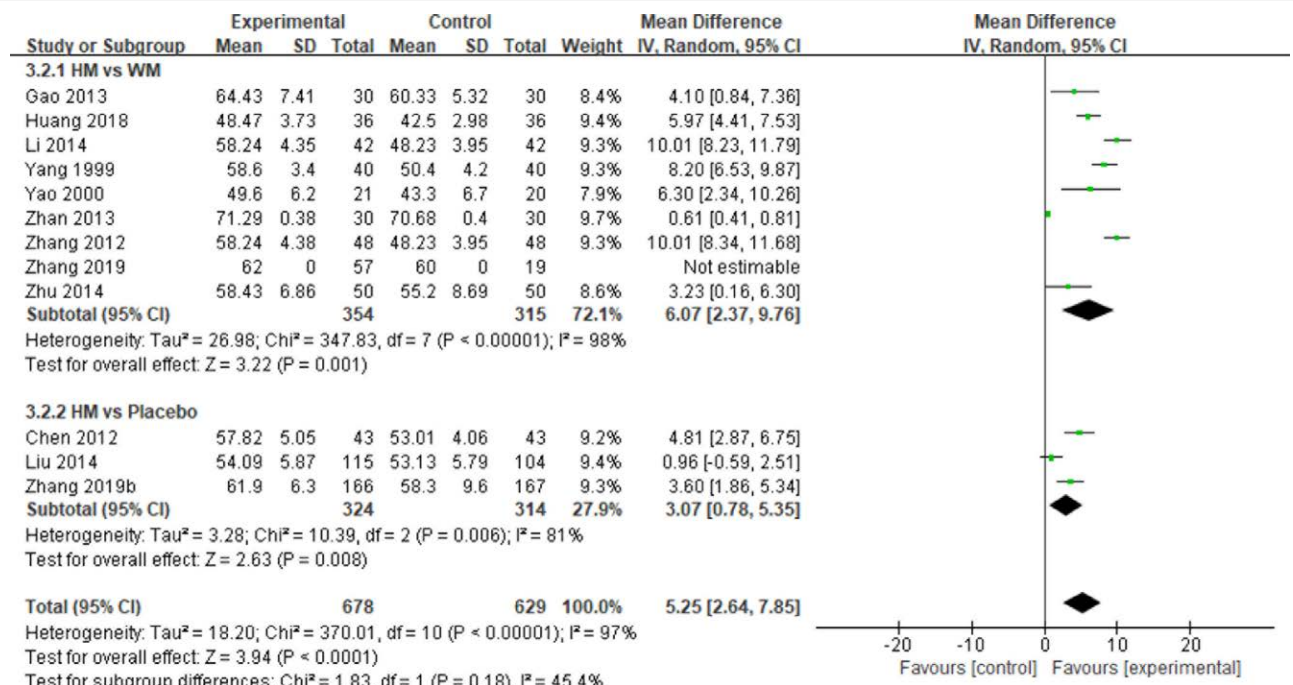 Experimental Control Mean Difference Mean Difference
Study or Subgroup Mean SD Total Mean SD Total Weight IV, Random, 95% CI IV, Random, 95% CI
3.2.1 HM vs WM
Gao 2013 64.43 7.41 30 60.33 5.32 30 8.4% 4.10 [0.84, 7.36]
Huang 2018 48.47 3.73 36 42.5 2.98 36 9.4% 5.97 [4.41, 7.53]
Li 2014 58.24 4.35 42 48.23 3.95 42 9.3% 10.01 [8.23, 11.79]
Yang 1999 58.6 3.4 40 50.4 4.2 40 9.3% 8.20 [6.53, 9.87]
Yao 2000 49.6 6.2 21 43.3 6.7 20 7.9% 6.30 [2.34, 10.26]
Zhan 2013 71.29 0.38 30 70.68 0.4 30 9.7% 0.61 [0.41, 0.81]
Zhang 2012 58.24 4.38 48 48.23 3.95 48 9.3% 10.01 [8.34, 11.68]
Zhang 2019 62 0 57 60 0 19 Not estimable
Zhu 2014 58.43 6.86 50 55.2 8.69 50 8.6% 3.23 [0.16, 6.30]
Subtotal (95% CI) 354 315 72.1% 6.07 [2.37, 9.76]
Heterogeneity: Tau² = 26.98; Chi² = 347.83, df = 7 (P < 0.00001); I² = 98%
Test for overall effect: Z = 3.22 (P = 0.001)
3.2.2 HM vs Placebo
Chen 2012 57.82 5.05 43 53.01 4.06 43 9.2% 4.81 [2.87, 6.75]
Liu 2014 54.09 5.87 115 53.13 5.79 104 9.4% 0.96 [-0.59, 2.51]
Zhang 2019b 61.9 6.3 166 58.3 9.6 167 9.3% 3.60 [1.86, 5.34]
Subtotal (95% CI) 324 314 27.9% 3.07 [0.78, 5.35]
Heterogeneity: Tau² = 3.28; Chi² = 10.39, df = 2 (P = 0.006); I² = 81%
Test for overall effect: Z = 2.63 (P = 0.008)
Total (95% CI) 678 629 100.0% 5.25 [2.64, 7.85]
Heterogeneity: Tau² = 18.20; Chi² = 370.01, df = 10 (P < 0.00001); I² = 97%
Test for overall effect: Z = 3.94 (P < 0.0001)
Test for subgroup differences: Chi² = 1.83, df = 1 (P = 0.18), I² = 45.4%
-20 -10 0 10 20
Favours [control] Favours [experimental]